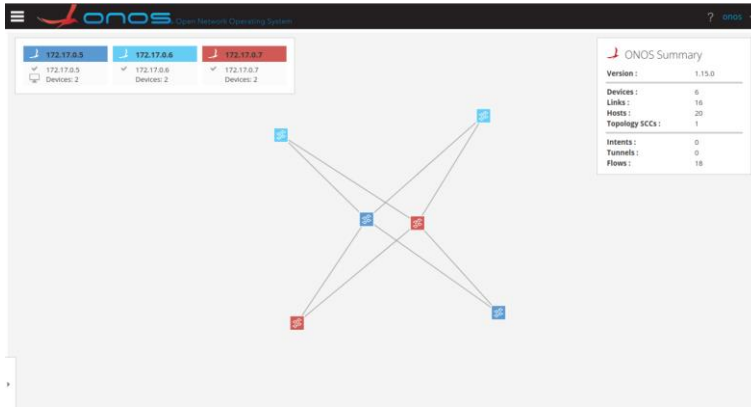 onos Open Network Operating System
? onos
172.17.0.5
172.17.0.5
Devices: 2
172.17.0.6
172.17.0.6
Devices: 2
172.17.0.7
172.17.0.7
Devices: 2
ONOS Summary
Version : 1.15.0
Devices : 6
Links : 16
Hosts : 20
Topology SCCs : 1
Intents : 0
Tunnels : 0
Flows : 18